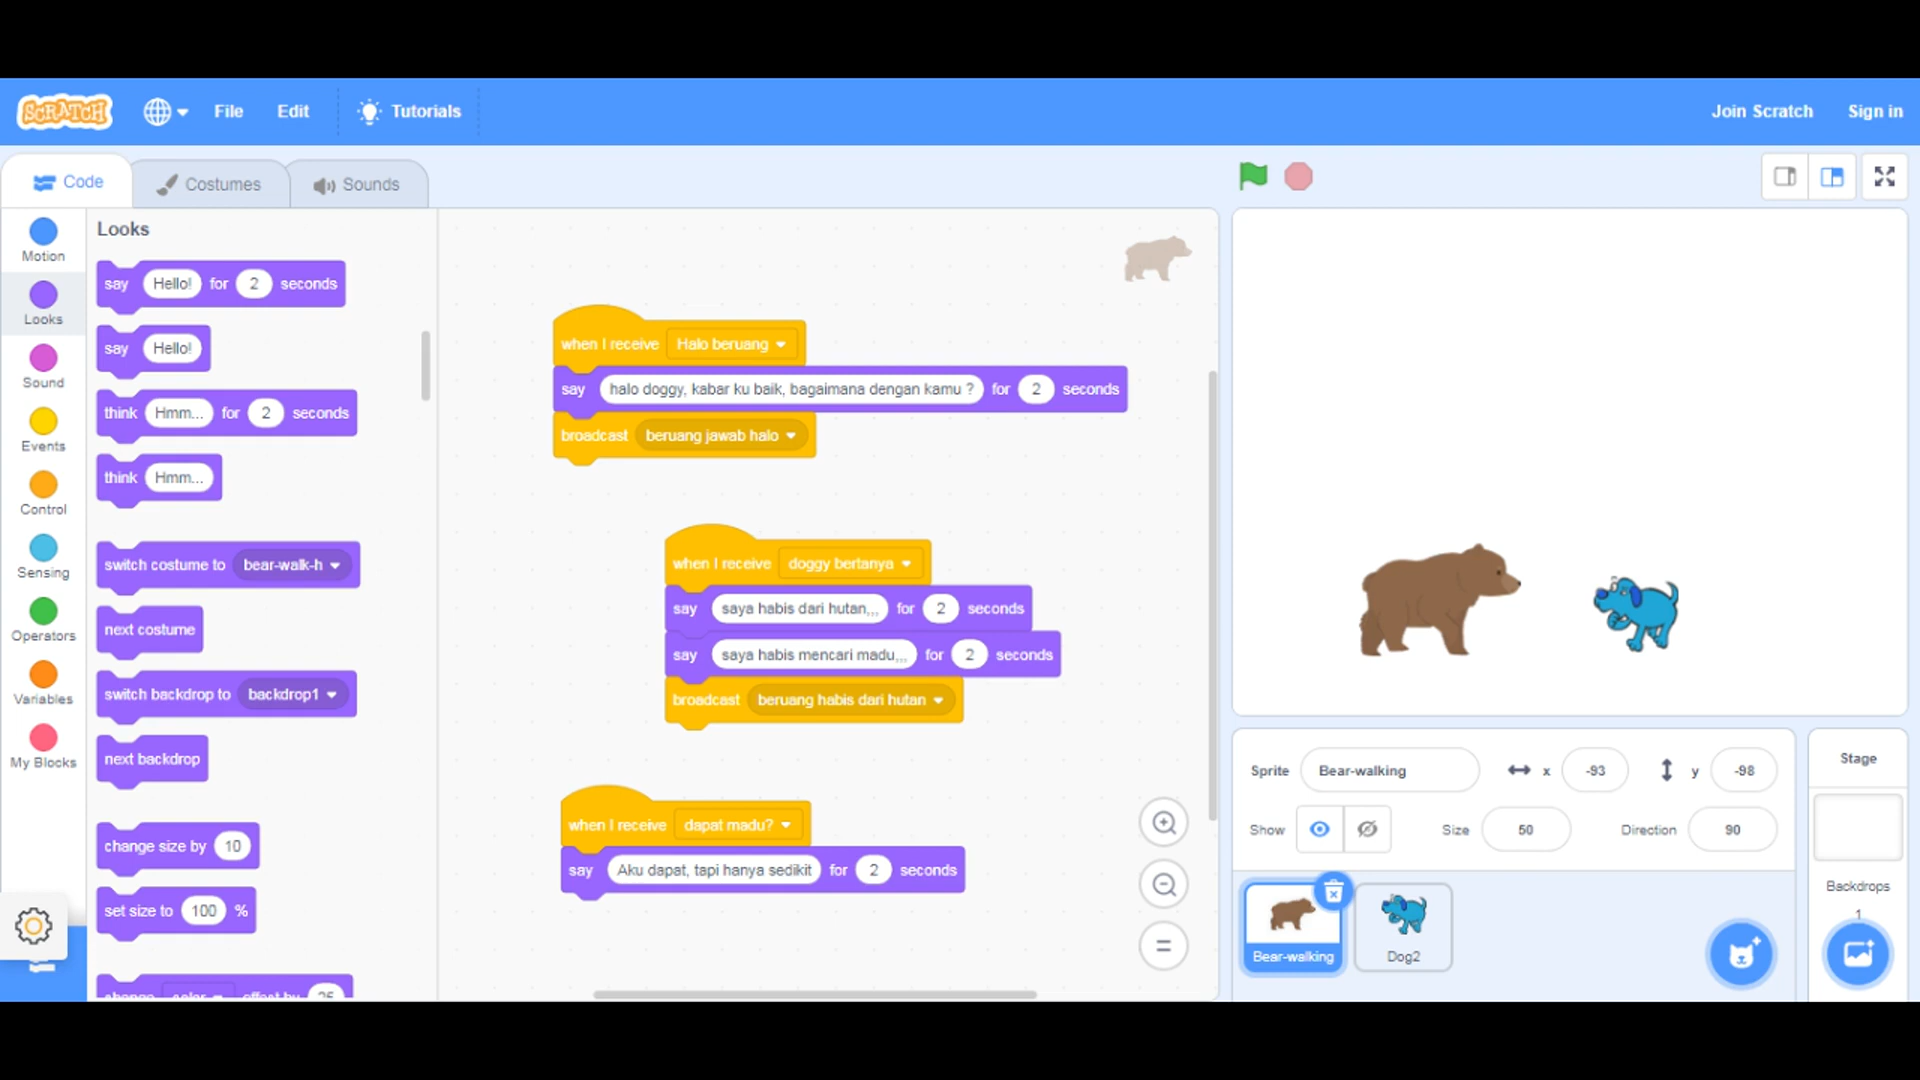 SCRATCH File Edit Tutorials Join Scratch Sign in
Code Costumes Sounds
Motion
Looks
Sound
Events
Control
Sensing
Operators
Variables
My Blocks
Looks
say Hello! for 2 seconds
say Hello!
think Hmm... for 2 seconds
think Hmm...
switch costume to bear-walk-h
next costume
switch backdrop to backdrop1
next backdrop
change size by 10
set size to 100 %
change color effect by 25
when I receive Halo beruang
say halo doggy, kabar ku baik, bagaimana dengan kamu ? for 2 seconds
broadcast beruang jawab halo
when I receive doggy bertanya
say saya habis dari hutan,,, for 2 seconds
say saya habis mencari madu,,, for 2 seconds
broadcast beruang habis dari hutan
when I receive dapat madu?
say Aku dapat, tapi hanya sedikit for 2 seconds
Sprite Bear-walking x -93 y -98
Show Size 50 Direction 90
Bear-walking
Dog2
Stage
Backdrops
1